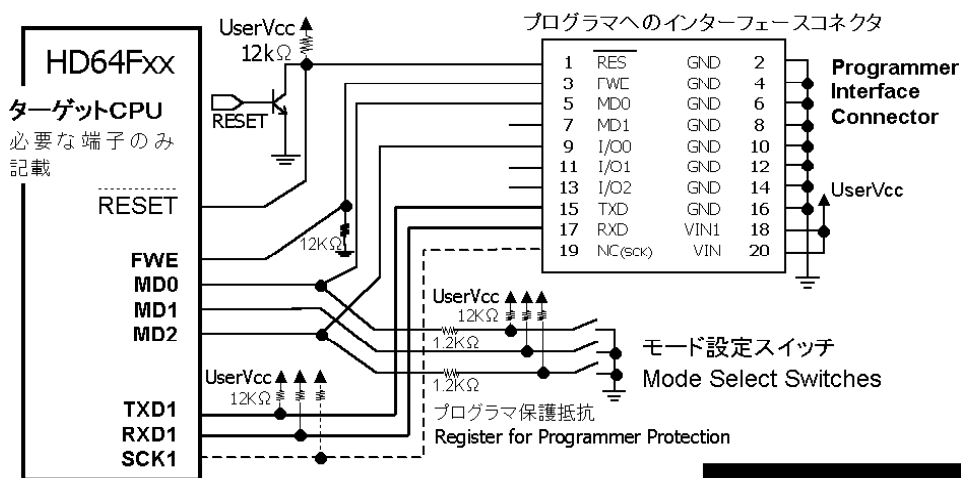 プログラマへのインターフェースコネクタ
UserVcc
12kΩ
HD64Fxx
ターゲットCPU
必要な端子のみ
記載
RESET
RESET
FWE
MD0
MD1
MD2
TXD1
RXD1
SCK1
12KΩ
1 RES GND 2
3 FWE GND 4
5 MD0 GND 6
7 MD1 GND 8
9 I/O0 GND 10
11 I/O1 GND 12
13 I/O2 GND 14
15 TXD GND 16
17 RXD VIN1 18
19 NC(SCK) VIN 20
Programmer
Interface
Connector
UserVcc
UserVcc
12KΩ
1.2KΩ
1.2KΩ
モード設定スイッチ
Mode Select Switches
UserVcc
12KΩ
プログラマ保護抵抗
Register for Programmer Protection